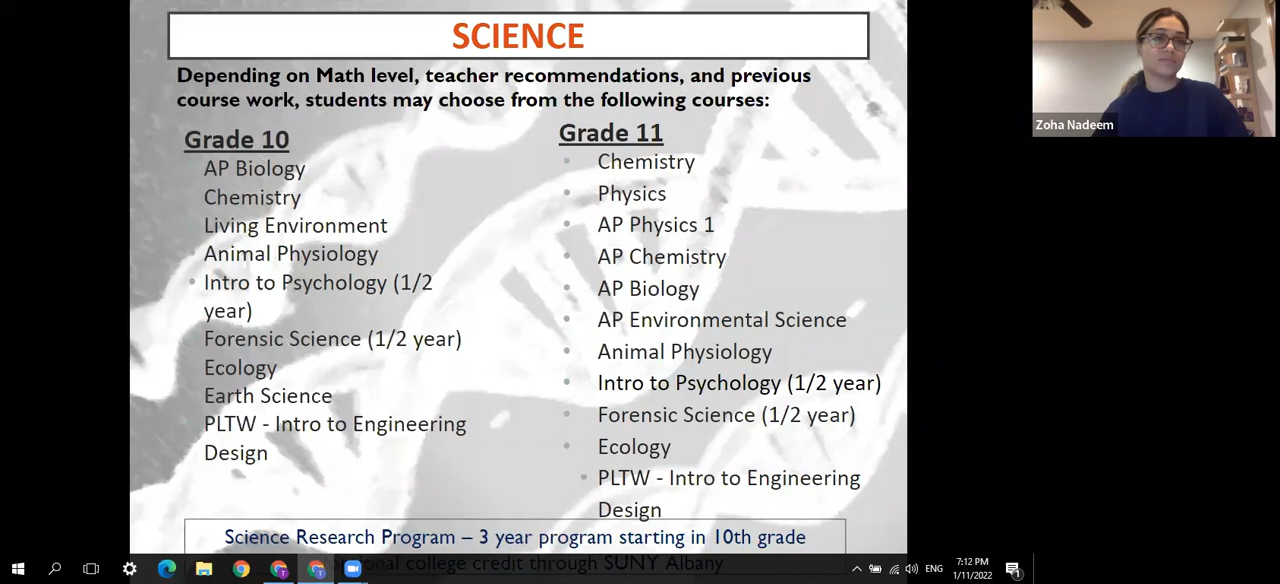 SCIENCE
Depending on Math level, teacher recommendations, and previous
course work, students may choose from the following courses:
Grade 10
AP Biology
Chemistry
Living Environment
Animal Physiology
Intro to Psychology (1/2
year)
Forensic Science (1/2 year)
Ecology
Earth Science
PLTW - Intro to Engineering
Design
Grade 11
Chemistry
Physics
AP Physics 1
AP Chemistry
AP Biology
AP Environmental Science
Animal Physiology
Intro to Psychology (1/2 year)
Forensic Science (1/2 year)
Ecology
PLTW - Intro to Engineering
Design
Science Research Program – 3 year program starting in 10th grade
college credit through SUNY Albany
Zoha Nadeem
ENG
7:12 PM
1/11/2022
1